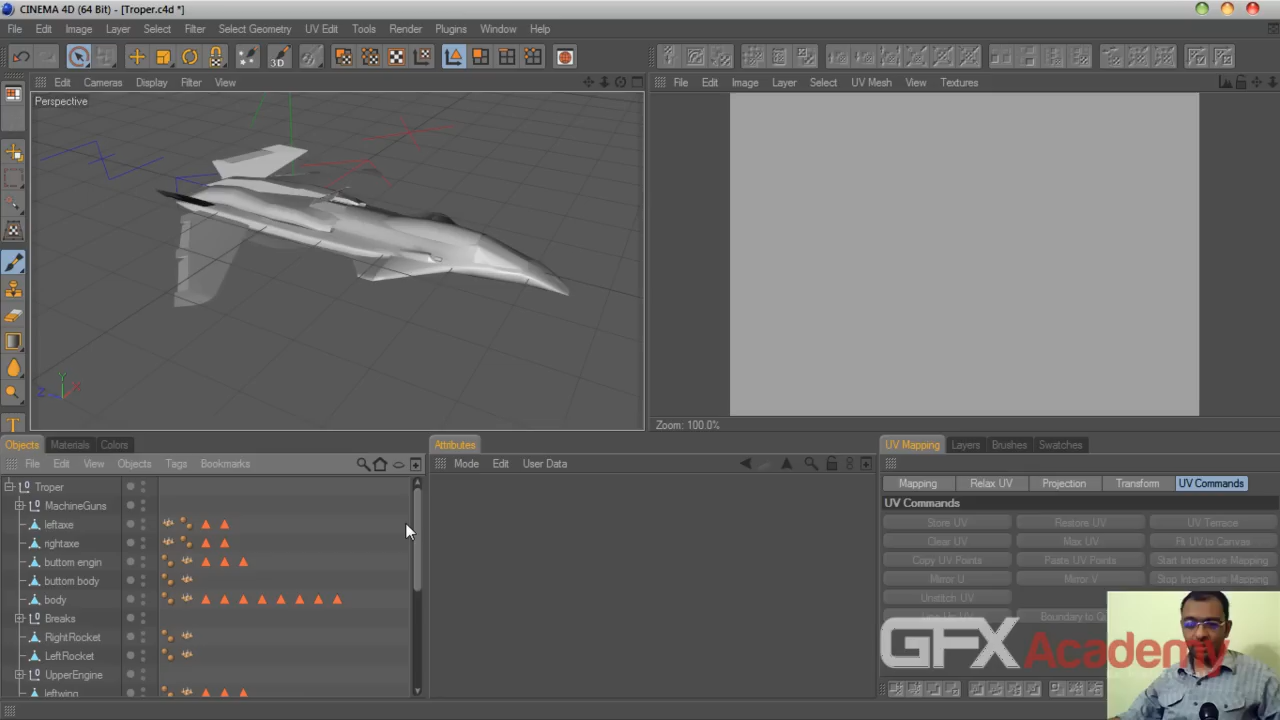 CINEMA 4D (64 Bit) - [Troper.c4d *]
File Edit Image Layer Select Filter Select Geometry UV Edit Tools Render Plugins Window Help
3D
Edit Cameras Display Filter View
File Edit Image Layer Select UV Mesh View Textures
Perspective
Y
Z
X
Zoom: 100.0%
Objects Materials Colors
Attributes
UV Mapping Layers Brushes Swatches
File Edit View Objects Tags Bookmarks
Mode Edit User Data
Mapping Relax UV Projection Transform UV Commands
UV Commands
Store UV Restore UV UV Terrace
Clear UV Max UV Fit UV to Canvas
Copy UV Points Paste UV Points Start Interactive Mapping
Mirror U Mirror V Stop Interactive Mapping
Unstitch UV
Troper
MachineGuns
leftaxe
rightaxe
buttom engin
buttom body
body
Breaks
RightRocket
LeftRocket
UpperEngine
leftwing
GFX Academy